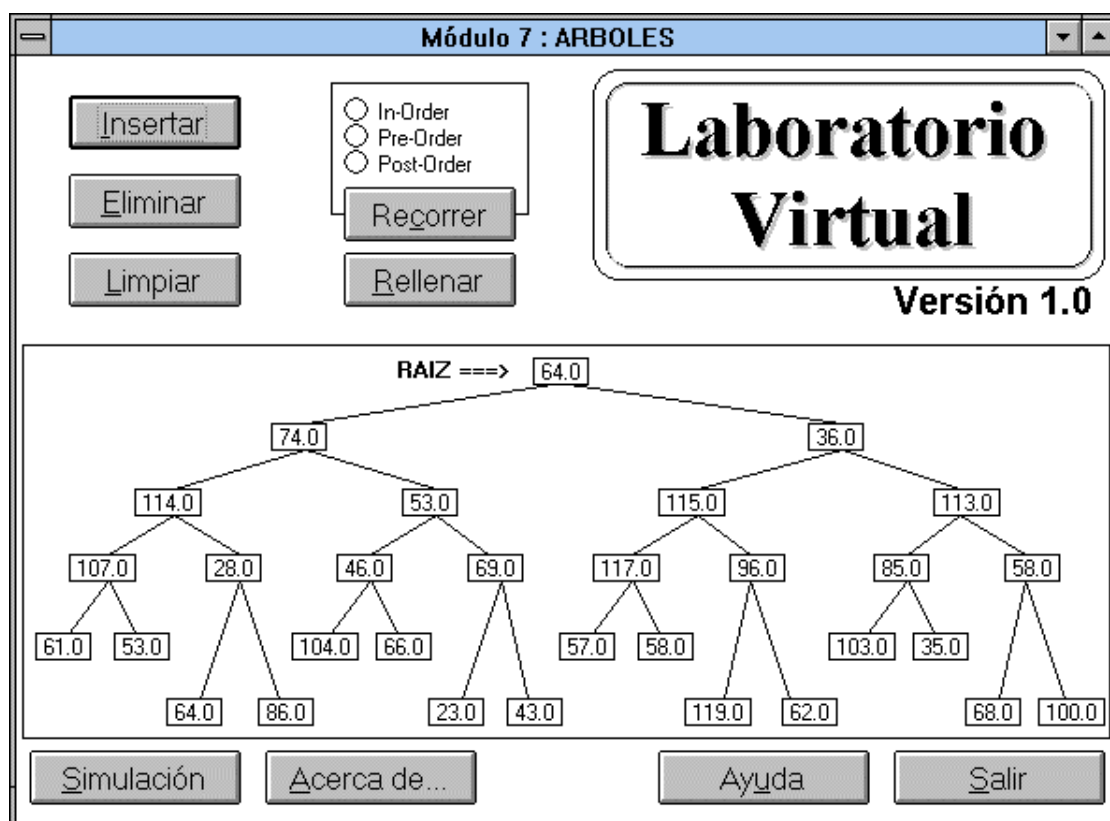 Módulo 7 : ARBOLES
Insertar
Eliminar
Limpiar
In-Order
Pre-Order
Post-Order
Recorrer
Rellenar
Laboratorio
Virtual
Versión 1.0
RAIZ ===> 64.0
74.0 36.0
114.0 53.0 115.0 113.0
107.0 28.0 46.0 69.0 117.0 96.0 85.0 58.0
61.0 53.0 104.0 66.0 57.0 58.0 103.0 35.0
64.0 86.0 23.0 43.0 119.0 62.0 68.0 100.0
Simulación Acerca de... Ayuda Salir